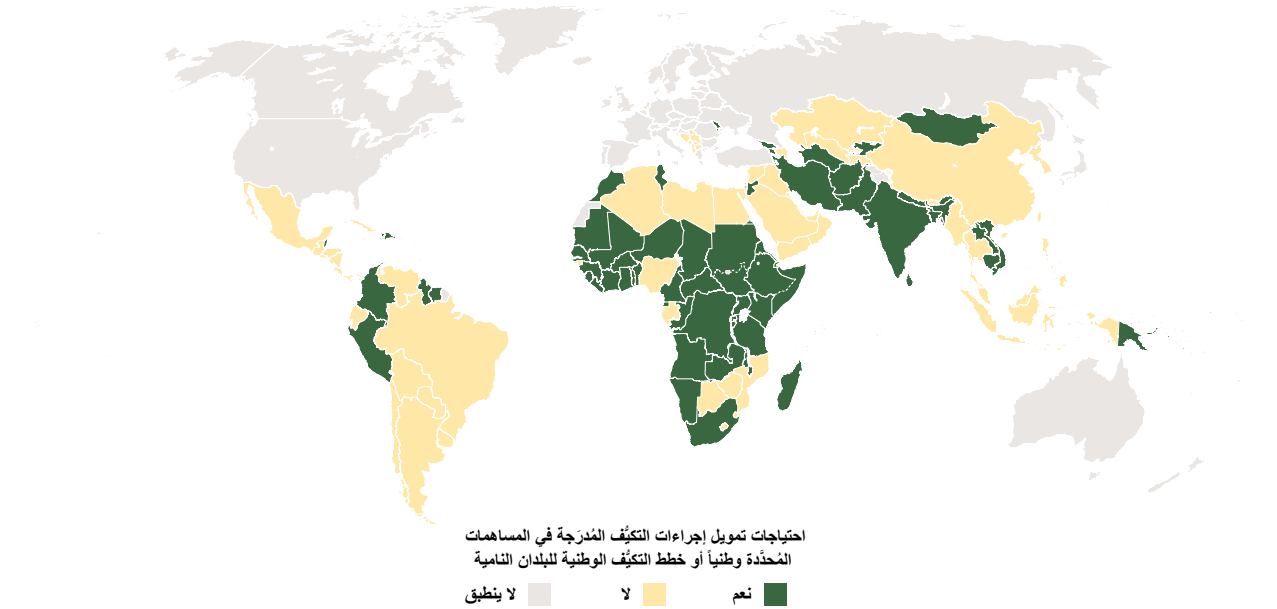 احتياجات تمويل إجراءات التكيُّف المُدرَجة في المساهمات
المُحدَّدة وطنياً أو خطط التكيُّف الوطنية للبلدان النامية
نعم
لا
لا ينطبق